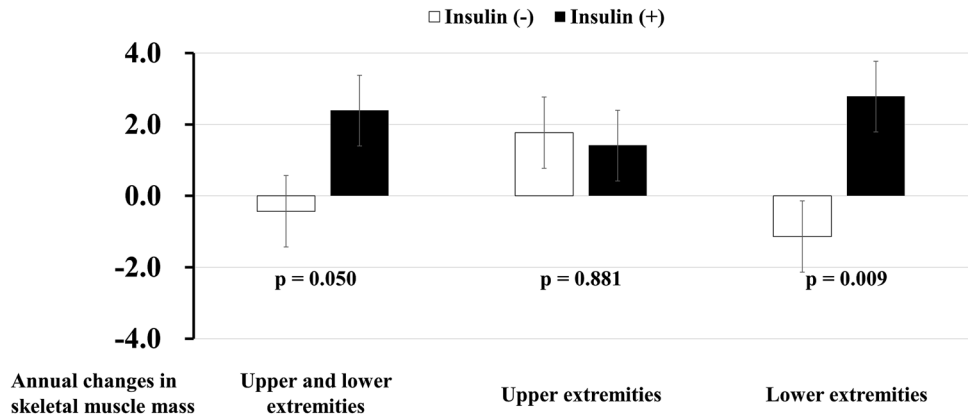 Insulin (-) Insulin (+)
4.0
2.0
0.0
-2.0
-4.0
p = 0.050 p = 0.881 p = 0.009
Annual changes in
skeletal muscle mass
Upper and lower
extremities
Upper extremities
Lower extremities